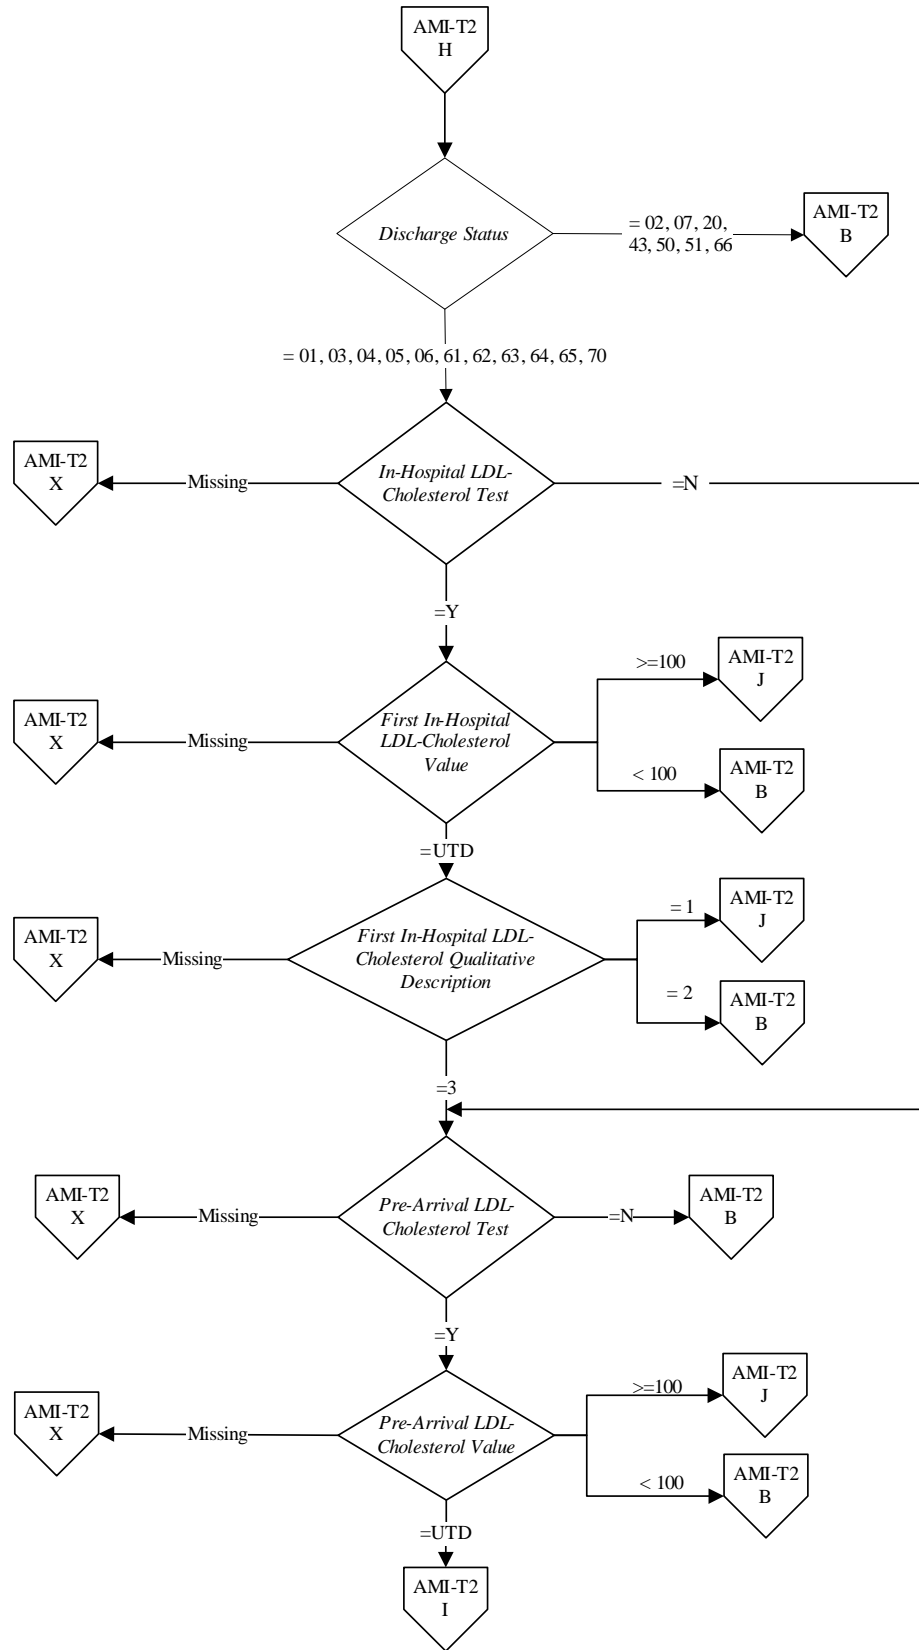 AMI-T2
H
Discharge Status
= 02, 07, 20,
43, 50, 51, 66
AMI-T2
B
= 01, 03, 04, 05, 06, 61, 62, 63, 64, 65, 70
AMI-T2
X
Missing
In-Hospital LDL-
Cholesterol Test
=N
=Y
AMI-T2
X
Missing
First In-Hospital
LDL-Cholesterol
Value
>=100
AMI-T2
J
< 100
AMI-T2
B
=UTD
AMI-T2
X
Missing
First In-Hospital LDL-
Cholesterol Qualitative
Description
= 1
AMI-T2
J
= 2
AMI-T2
B
=3
AMI-T2
X
Missing
Pre-Arrival LDL-
Cholesterol Test
=N
AMI-T2
B
=Y
AMI-T2
X
Missing
Pre-Arrival LDL-
Cholesterol Value
>=100
AMI-T2
J
< 100
AMI-T2
B
=UTD
AMI-T2
I